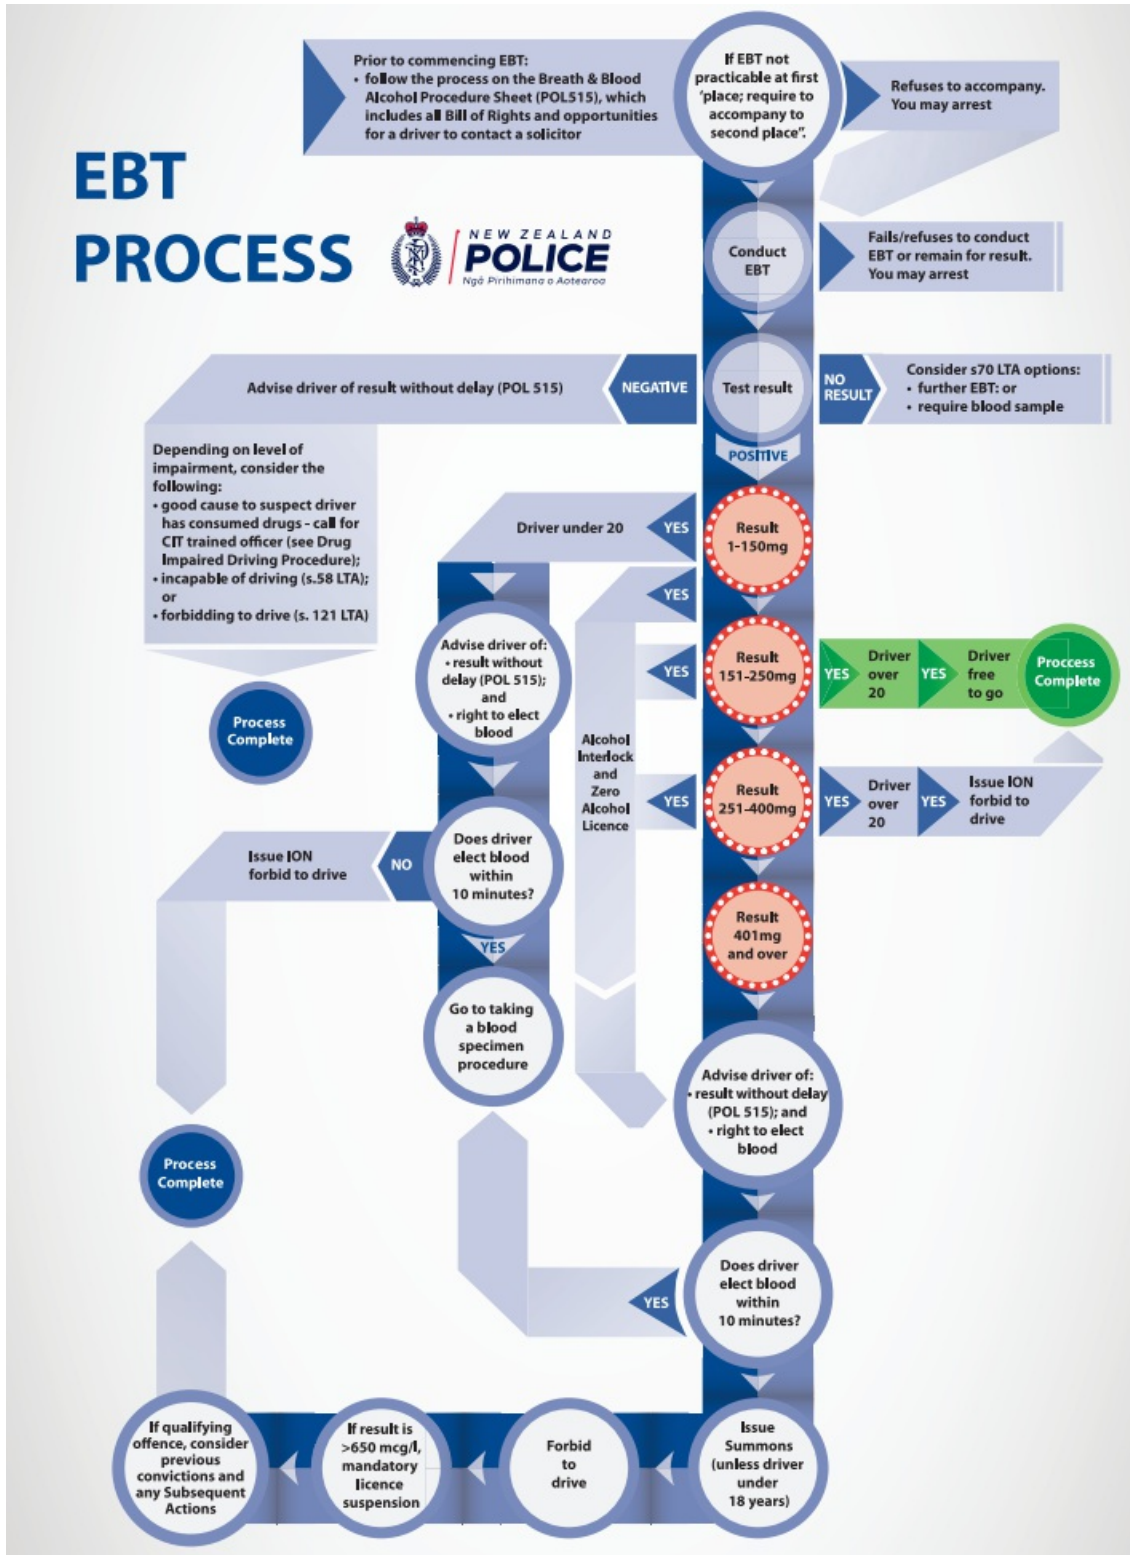 Prior to commencing EBT:
• follow the process on the Breath & Blood
Alcohol Procedure Sheet (POL515), which
includes all Bill of Rights and opportunities
for a driver to contact a solicitor
If EBT not
practicable at first
‘place; require to
accompany to
second place”.
Refuses to accompany.
You may arrest
EBT
PROCESS
NEW ZEALAND
POLICE
Ngā Pirihimana o Aotearoa
Conduct
EBT
Fails/refuses to conduct
EBT or remain for result.
You may arrest
Advise driver of result without delay (POL 515)
NEGATIVE
Test result
NO
RESULT
Consider s70 LTA options:
• further EBT: or
• require blood sample
POSITIVE
Depending on level of
impairment, consider the
following:
• good cause to suspect driver
has consumed drugs - call for
CIT trained officer (see Drug
Impaired Driving Procedure);
• incapable of driving (s.58 LTA);
or
• forbidding to drive (s. 121 LTA)
Process
Complete
Driver under 20
YES
Result
1-150mg
YES
Advise driver of:
• result without
delay (POL 515);
and
• right to elect
blood
YES
Result
151-250mg
YES
Driver
over
20
YES
Driver
free
to go
Proccess
Complete
Alcohol
Interlock
and
Zero
Alcohol
Licence
YES
Result
251-400mg
YES
Driver
over
20
YES
Issue ION
forbid to
drive
Issue ION
forbid to drive
NO
Does driver
elect blood
within
10 minutes?
YES
Result
401mg
and over
Go to taking
a blood
specimen
procedure
Advise driver of:
• result without delay
(POL 515); and
• right to elect
blood
Process
Complete
YES
Does driver
elect blood
within
10 minutes?
Issue
Summons
(unless driver
under
18 years)
Forbid
to
drive
If result is
>650 mcg/l,
mandatory
licence
suspension
If qualifying
offence, consider
previous
convictions and
any Subsequent
Actions